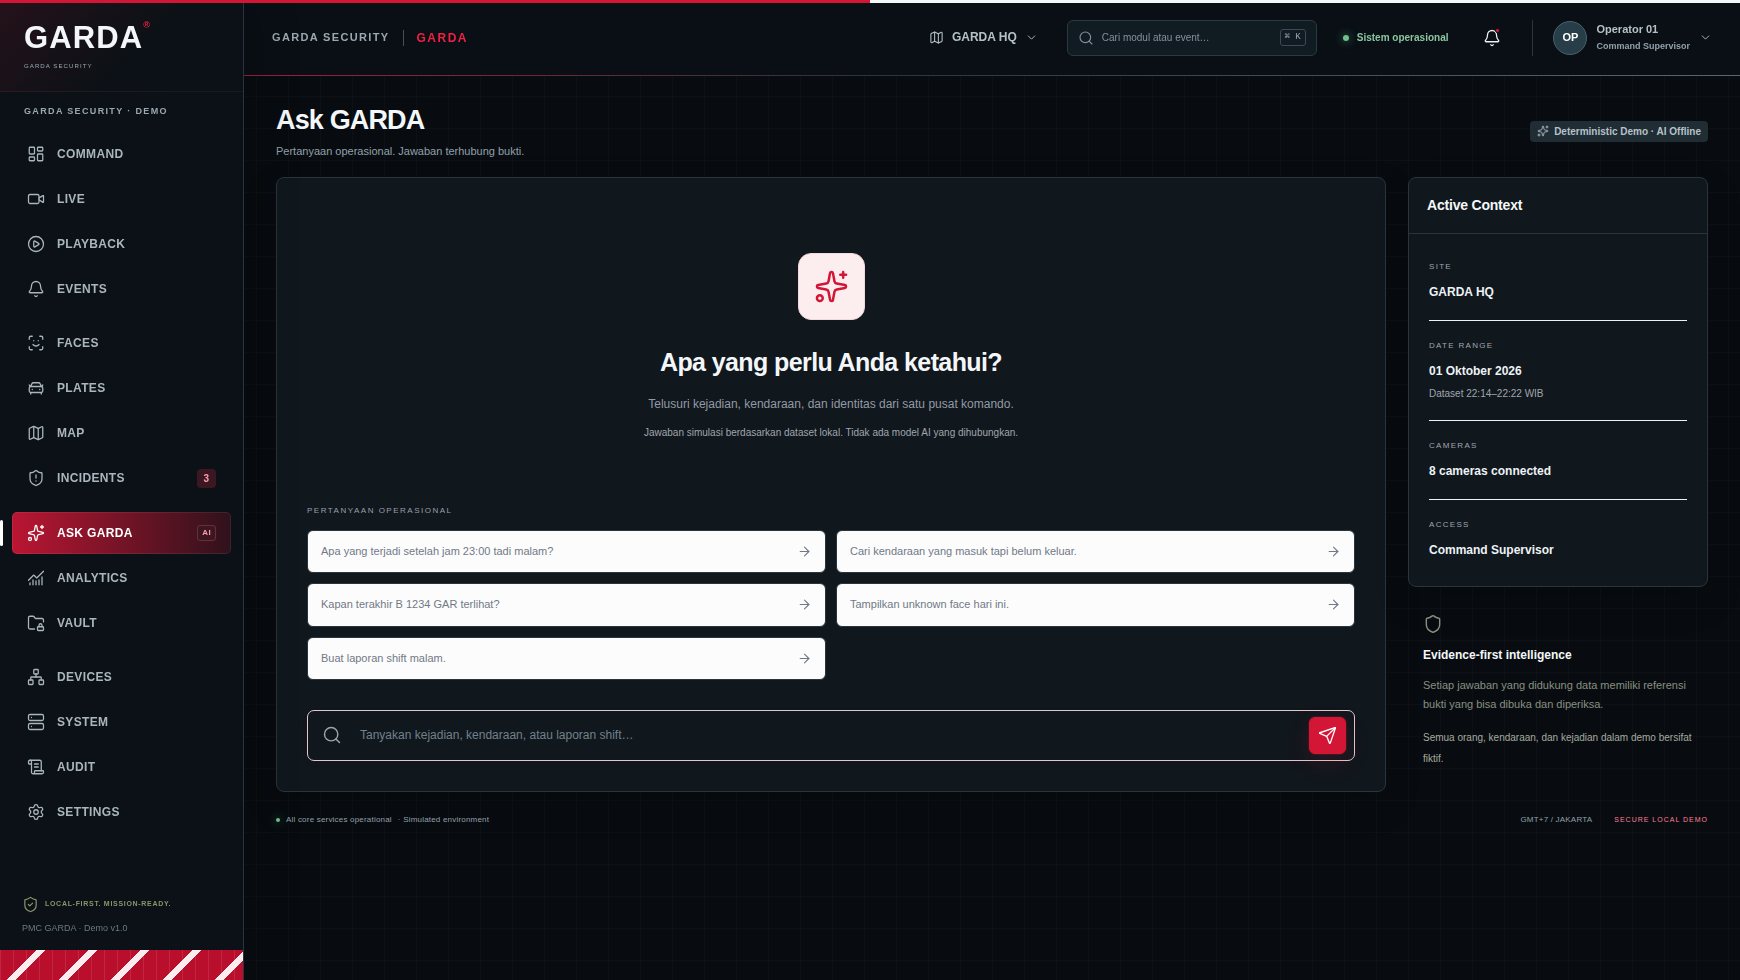 GARDA®
GARDA SECURITY
GARDA SECURITY · DEMO
COMMAND
LIVE
PLAYBACK
EVENTS
FACES
PLATES
MAP
INCIDENTS 3
ASK GARDA AI
ANALYTICS
VAULT
DEVICES
SYSTEM
AUDIT
SETTINGS
LOCAL-FIRST. MISSION-READY.
PMC GARDA · Demo v1.0
GARDA SECURITY GARDA
GARDA HQ
Cari modul atau event… ⌘ K
Sistem operasional
OP
Operator 01
Command Supervisor
Ask GARDA
Pertanyaan operasional. Jawaban terhubung bukti.
Deterministic Demo · AI Offline
Apa yang perlu Anda ketahui?
Telusuri kejadian, kendaraan, dan identitas dari satu pusat komando.
Jawaban simulasi berdasarkan dataset lokal. Tidak ada model AI yang dihubungkan.
PERTANYAAN OPERASIONAL
Apa yang terjadi setelah jam 23:00 tadi malam?
Cari kendaraan yang masuk tapi belum keluar.
Kapan terakhir B 1234 GAR terlihat?
Tampilkan unknown face hari ini.
Buat laporan shift malam.
Tanyakan kejadian, kendaraan, atau laporan shift…
Active Context
SITE
GARDA HQ
DATE RANGE
01 Oktober 2026
Dataset 22:14–22:22 WIB
CAMERAS
8 cameras connected
ACCESS
Command Supervisor
Evidence-first intelligence
Setiap jawaban yang didukung data memiliki referensi
bukti yang bisa dibuka dan diperiksa.
Semua orang, kendaraan, dan kejadian dalam demo bersifat
fiktif.
All core services operational · Simulated environment
GMT+7 / JAKARTA
SECURE LOCAL DEMO